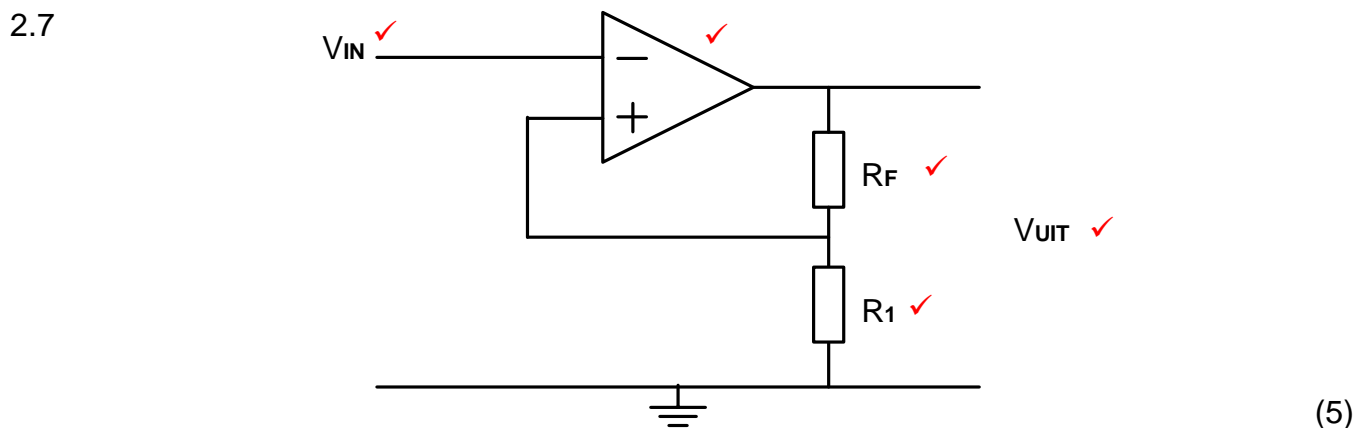 2.7
VIN ✓
✓
−
+
RF ✓
VUIT ✓
R1 ✓
(5)